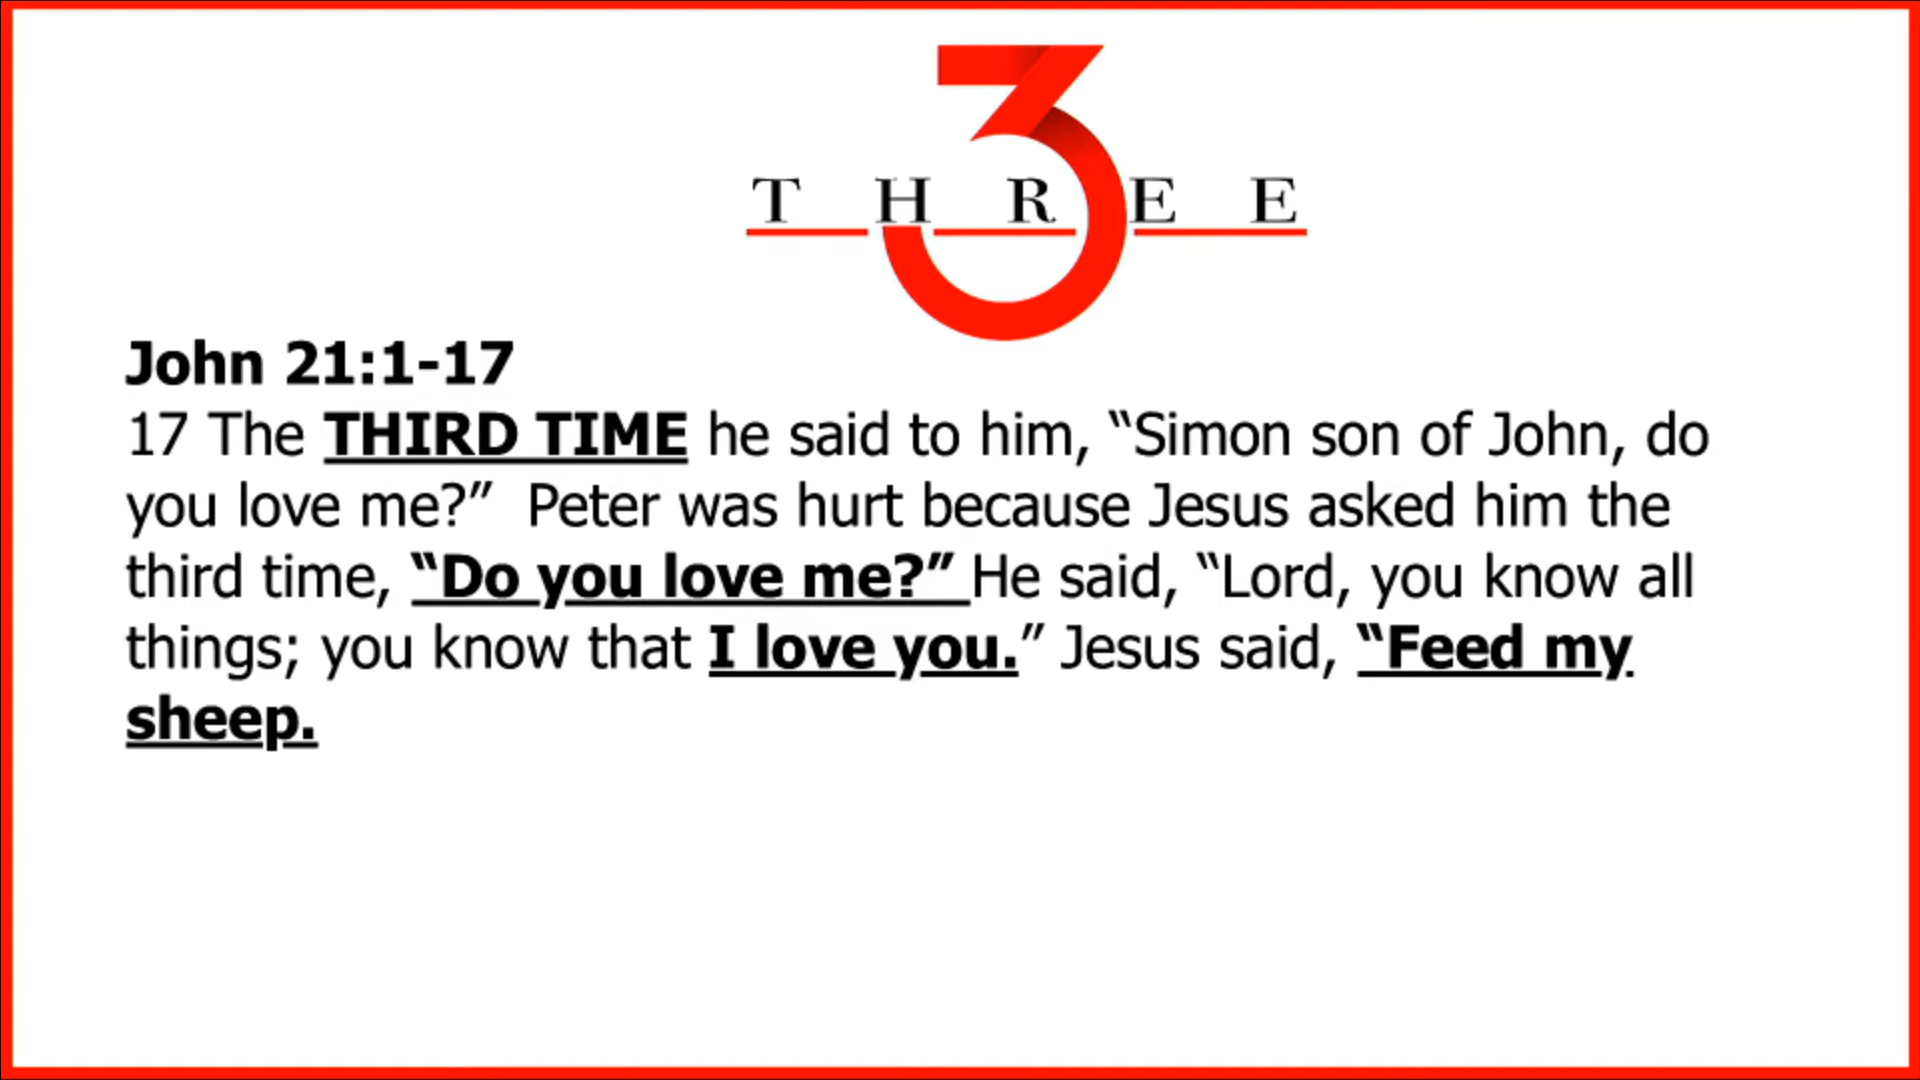 3
T H R E E
John 21:1-17
17 The THIRD TIME he said to him, “Simon son of John, do
you love me?”  Peter was hurt because Jesus asked him the
third time, “Do you love me?” He said, “Lord, you know all
things; you know that I love you.” Jesus said, “Feed my
sheep.